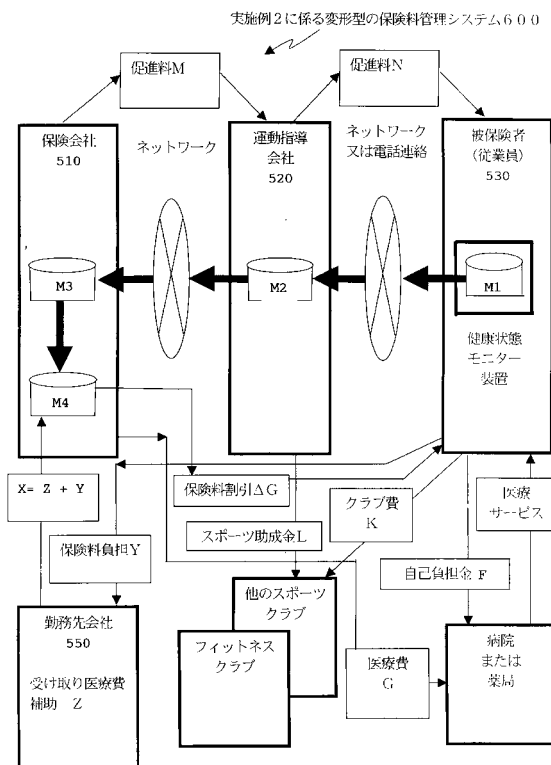 実施例2に係る変形型の保険料管理システム600
促進料M
促進料N
保険会社
510
ネットワーク
運動指導
会社
520
ネットワーク
又は電話連絡
被保険者
(従業員)
530
M3
M2
M1
健康状態
モニター
装置
M4
X= Z + Y
保険料割引ΔG
クラブ費
K
医療
サービス
保険料負担Y
スポーツ助成金L
自己負担金 F
勤務先会社
550
受け取り医療費
補助 Z
他のスポーツ
クラブ
フィットネス
クラブ
医療費
G
病院
または
薬局